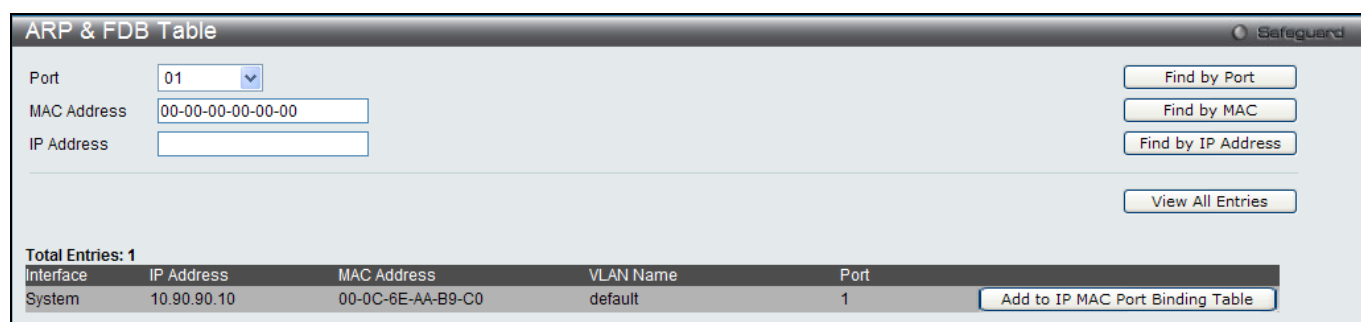 ARP & FDB Table Safeguard
Port 01 Find by Port
MAC Address 00-00-00-00-00-00 Find by MAC
IP Address Find by IP Address
View All Entries
Total Entries: 1
Interface IP Address MAC Address VLAN Name Port
System 10.90.90.10 00-0C-6E-AA-B9-C0 default 1 Add to IP MAC Port Binding Table